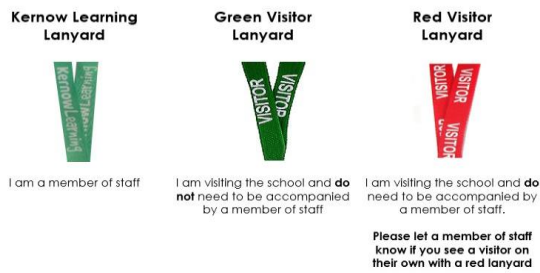 Kernow Learning
Lanyard
KernowLearning
Learning
I am a member of staff
Green Visitor
Lanyard
VISITOR
VISITOR
I am visiting the school and do
not need to be accompanied
by a member of staff
Red Visitor
Lanyard
VISITOR
VISITOR
VISITOR
I am visiting the school and do
need to be accompanied by
a member of staff.
Please let a member of staff
know if you see a visitor on
their own with a red lanyard